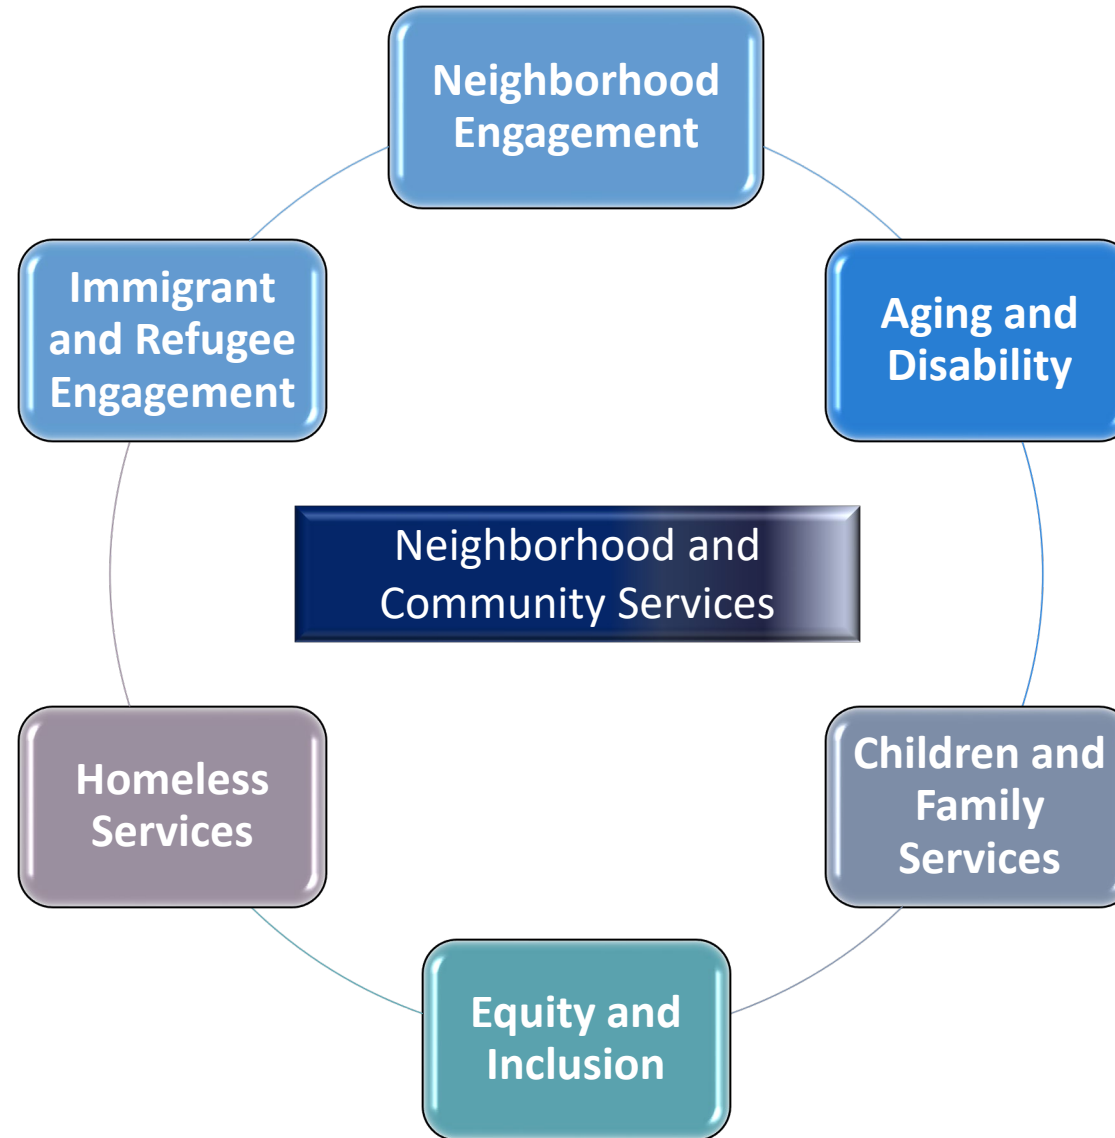 Neighborhood
Engagement
Immigrant
and Refugee
Engagement
Aging and
Disability
Neighborhood and
Community Services
Homeless
Services
Children and
Family
Services
Equity and
Inclusion